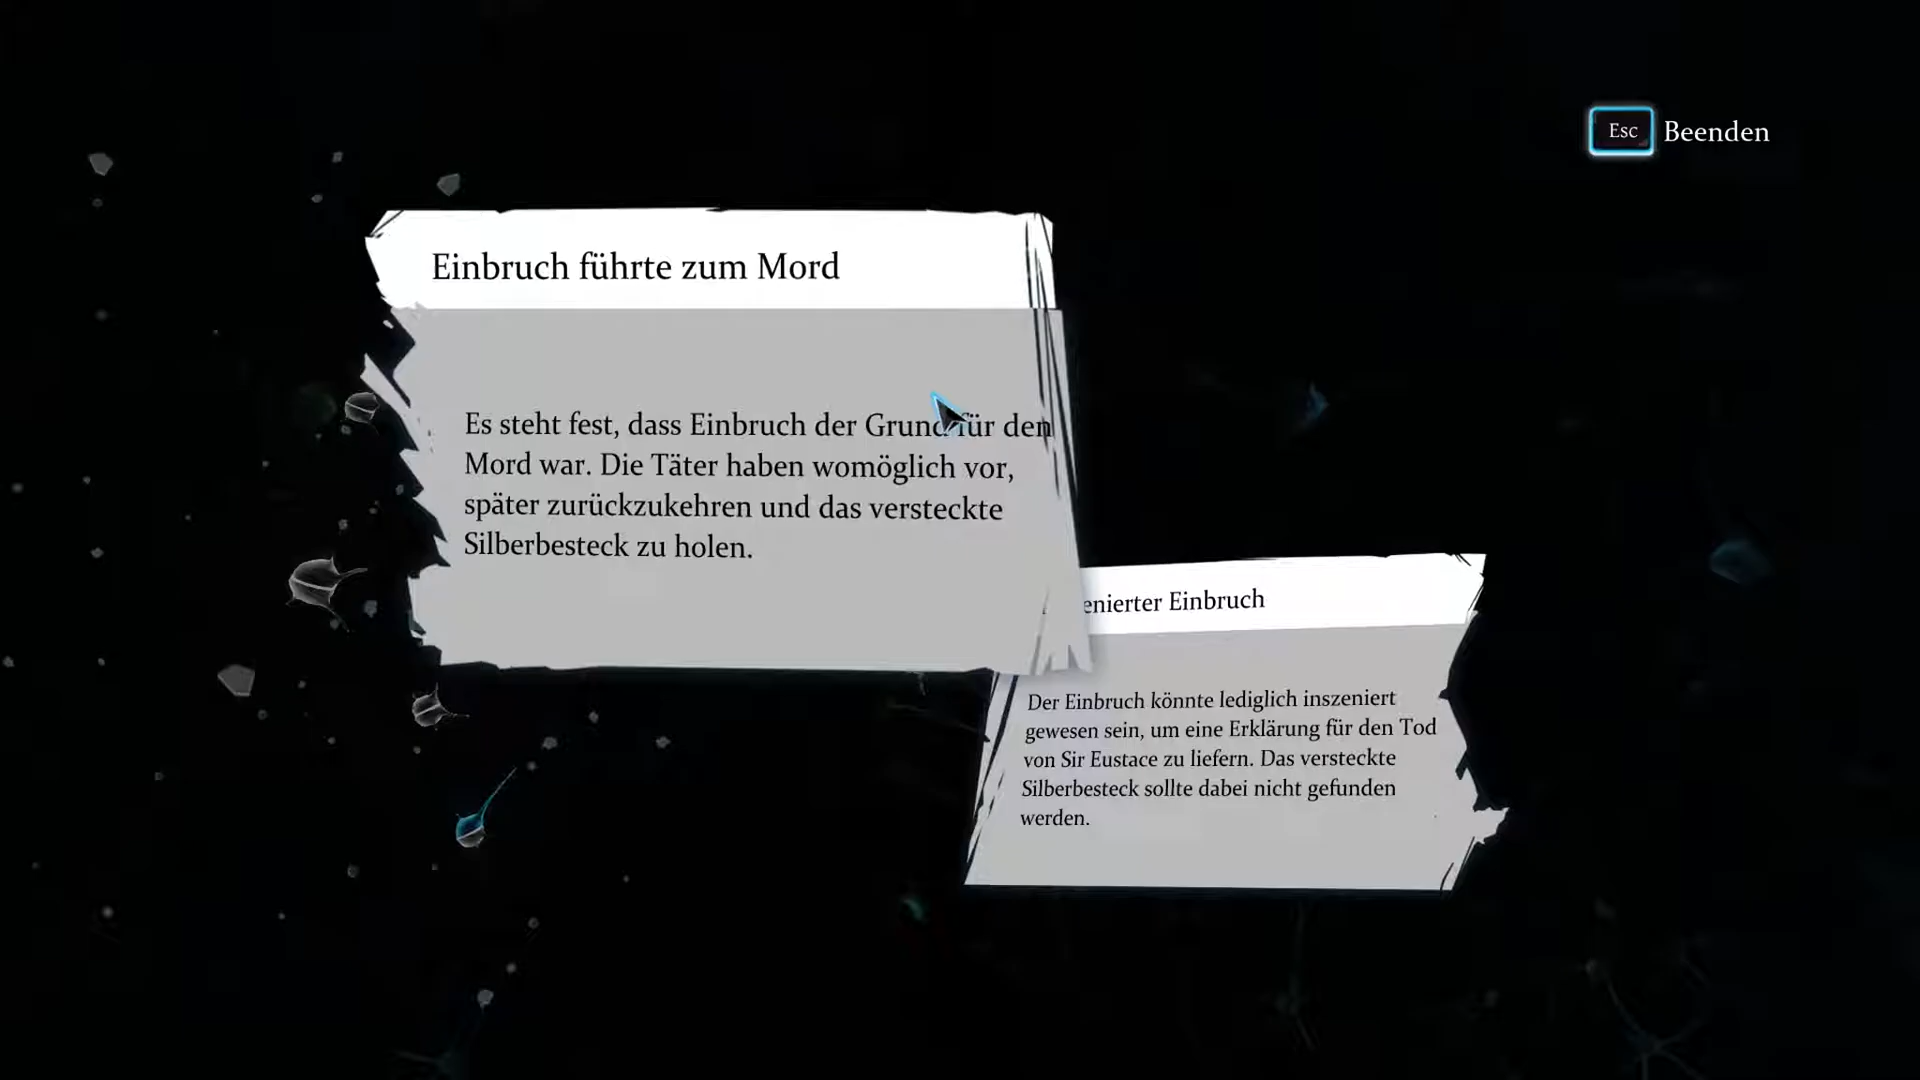 Esc Beenden
Einbruch führte zum Mord
Es steht fest, dass Einbruch der Grund für den
Mord war. Die Täter haben womöglich vor,
später zurückzukehren und das versteckte
Silberbesteck zu holen.
enierter Einbruch
Der Einbruch könnte lediglich inszeniert
gewesen sein, um eine Erklärung für den Tod
von Sir Eustace zu liefern. Das versteckte
Silberbesteck sollte dabei nicht gefunden
werden.